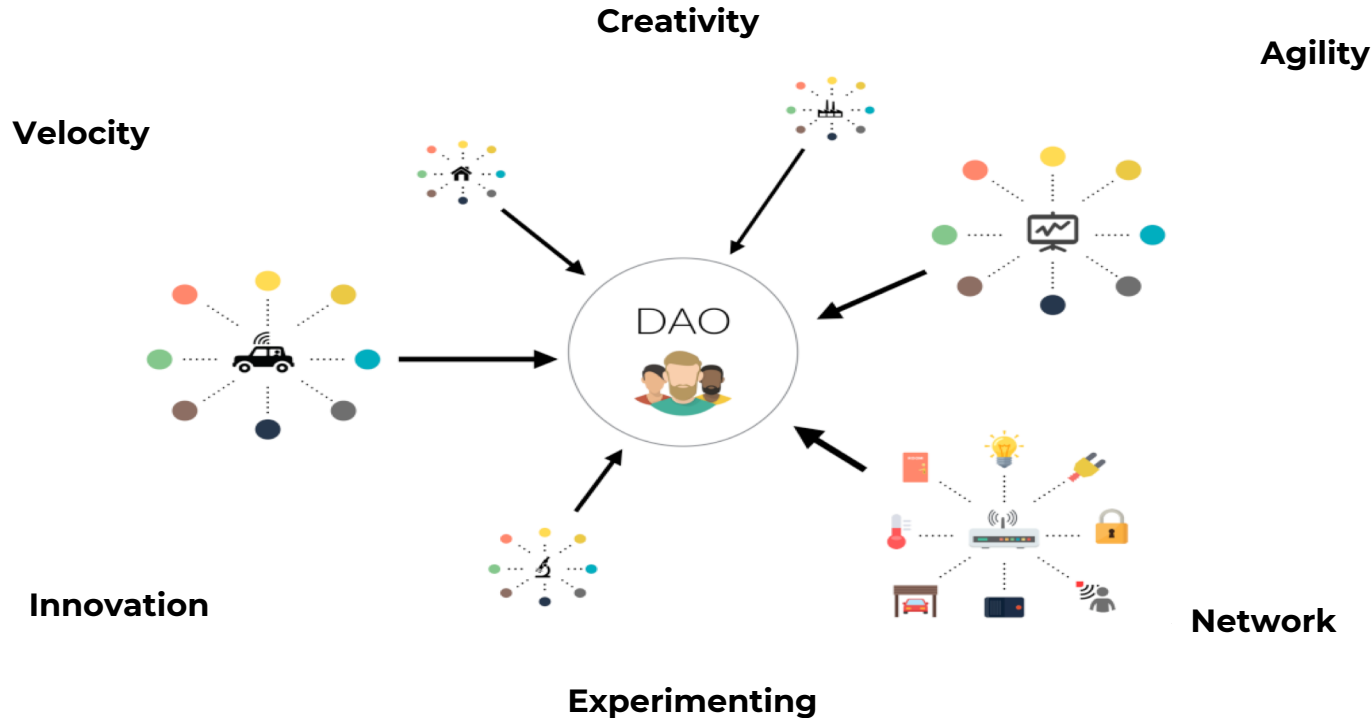 Creativity
Agility
Velocity
DAO
Innovation
Network
Experimenting